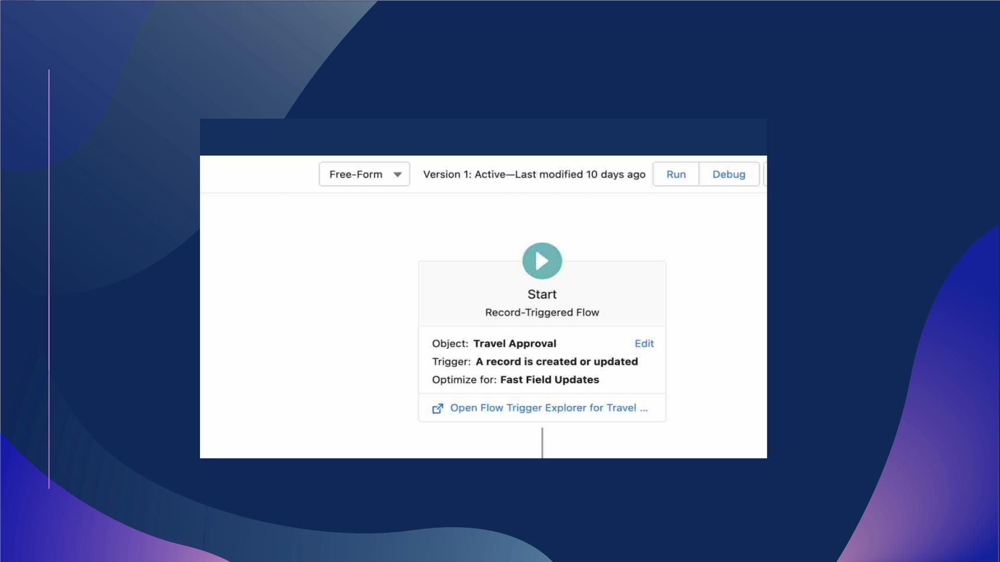 Free-Form
Version 1: Active—Last modified 10 days ago
Run
Debug
Start
Record-Triggered Flow
Object: Travel Approval
Edit
Trigger: A record is created or updated
Optimize for: Fast Field Updates
Open Flow Trigger Explorer for Travel ...